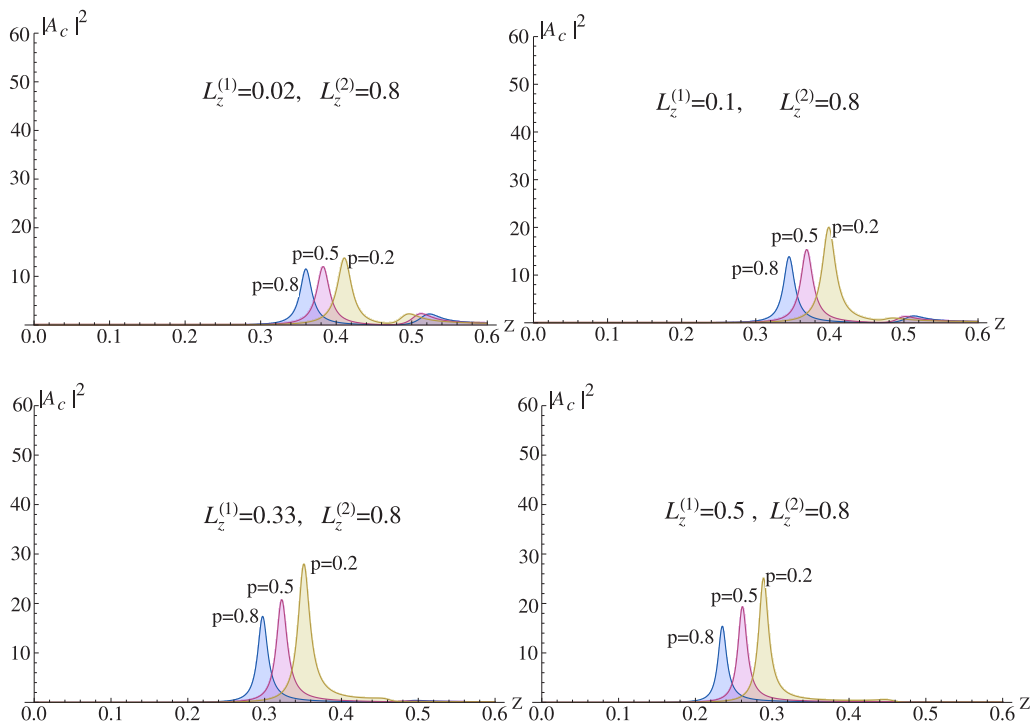 |A_c|^2
60
50
40
30
20
10
L_z^(1)=0.02, L_z^(2)=0.8
p=0.8
p=0.5
p=0.2
0.0 0.1 0.2 0.3 0.4 0.5 0.6 Z
|A_c|^2
60
50
40
30
20
10
L_z^(1)=0.1, L_z^(2)=0.8
p=0.8
p=0.5
p=0.2
0.0 0.1 0.2 0.3 0.4 0.5 0.6 Z
|A_c|^2
60
50
40
30
20
10
L_z^(1)=0.33, L_z^(2)=0.8
p=0.8
p=0.5
p=0.2
0.0 0.1 0.2 0.3 0.4 0.5 0.6 Z
|A_c|^2
60
50
40
30
20
10
L_z^(1)=0.5 , L_z^(2)=0.8
p=0.8
p=0.5
p=0.2
0.0 0.1 0.2 0.3 0.4 0.5 0.6 Z